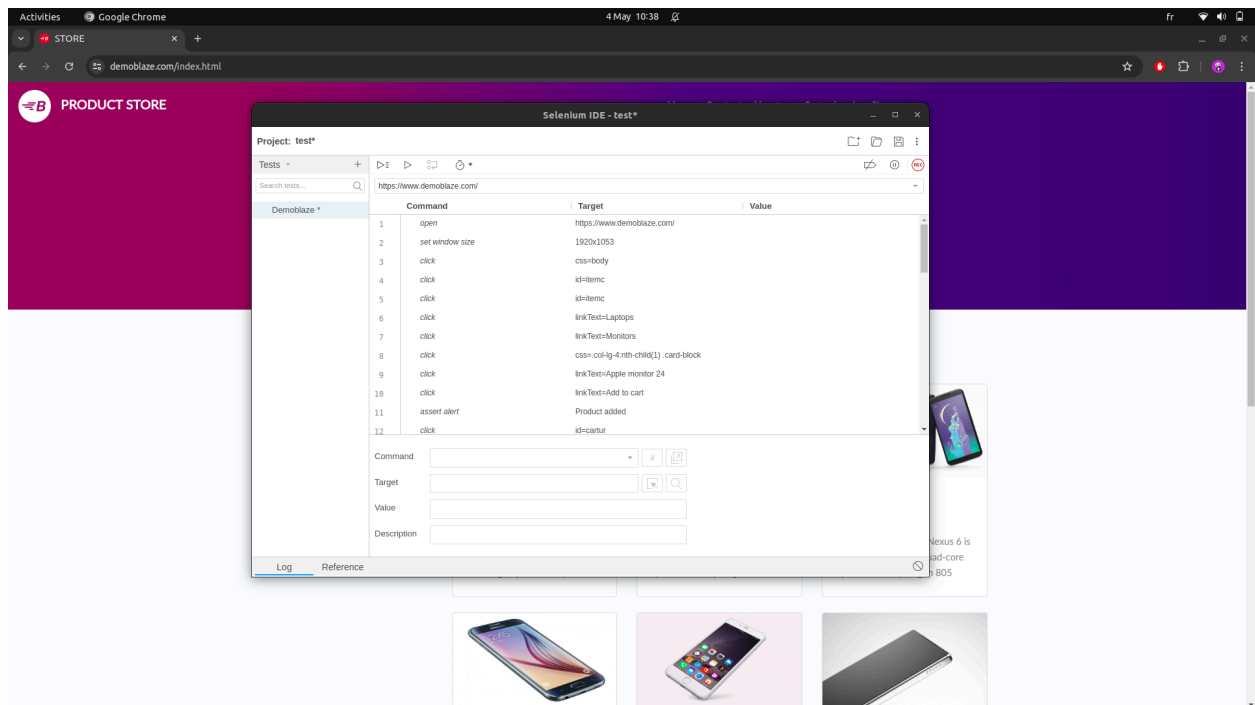 Activities Google Chrome 4 May 10:38 fr
STORE
demoblaze.com/index.html
B PRODUCT STORE
Selenium IDE - test*
Project: test*
Tests
Search tests...
https://www.demoblaze.com/
Demoblaze *
REC
Command Target Value
1 open https://www.demoblaze.com/
2 set window size 1920x1053
3 click css=body
4 click id=itemc
5 click id=itemc
6 click linkText=Laptops
7 click linkText=Monitors
8 click css=.col-lg-4:nth-child(1) .card-block
9 click linkText=Apple monitor 24
10 click linkText=Add to cart
11 assert alert Product added
12 click id=cartur
Command
//
Target
Value
Description
Log Reference
Nexus 6 is
uad-core
n 805